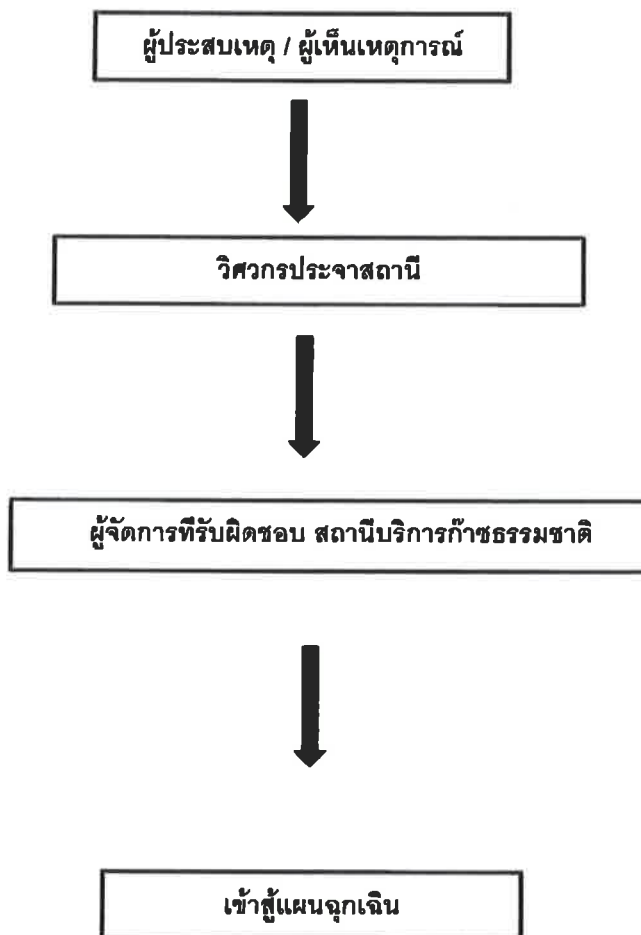 ผู้ประสบเหตุ / ผู้เห็นเหตุการณ์
วิศวกรประจำสถานี
ผู้จัดการที่รับผิดชอบ สถานีบริการก๊าซธรรมชาติ
เข้าสู่แผนฉุกเฉิน